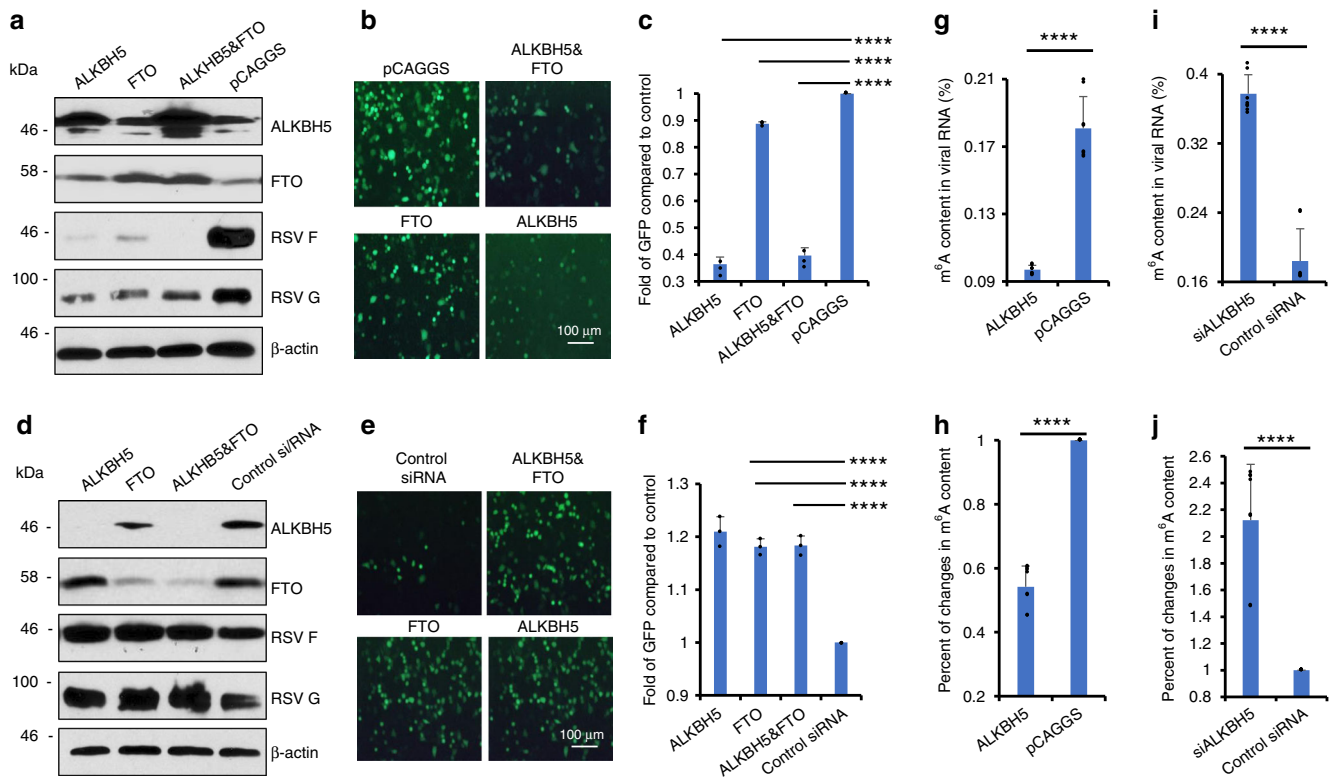 a
kDa
ALKBH5
FTO
ALKHB5&FTO
pCAGGS
46 -
ALKBH5
58 -
FTO
46 -
RSV F
100 -
RSV G
46 -
β-actin
b
pCAGGS
ALKBH5&
FTO
FTO
ALKBH5
100 μm
c
****
****
****
Fold of GFP compared to control
1
0.9
0.8
0.7
0.6
0.5
0.4
0.3
ALKBH5
FTO
ALKBH5&FTO
pCAGGS
g
****
m⁶A content in viral RNA (%)
0.21
0.17
0.13
0.09
ALKBH5
pCAGGS
i
****
m⁶A content in viral RNA (%)
0.4
0.36
0.2
0.16
siALKBH5
Control siRNA
d
kDa
ALKBH5
FTO
ALKHB5&FTO
Control si/RNA
46 -
ALKBH5
58 -
FTO
46 -
RSV F
100 -
RSV G
46 -
β-actin
e
Control
siRNA
ALKBH5&
FTO
FTO
ALKBH5
100 μm
f
****
****
****
Fold of GFP compared to control
1.3
1.2
1.1
1
0.9
ALKBH5
FTO
ALKBH5&FTO
Control siRNA
h
****
Percent of changes in m⁶A content
1
0.8
0.6
0.4
0.2
ALKBH5
pCAGGS
j
****
Percent of changes in m⁶A content
2.6
2.4
2.2
2
1.8
1.6
1.4
1.2
1
0.8
siALKBH5
Control siRNA